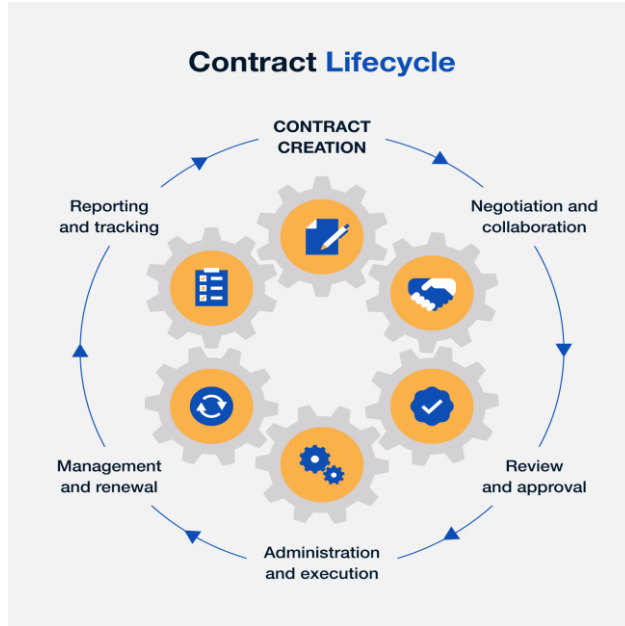 Contract Lifecycle
CONTRACT
CREATION
Negotiation and
collaboration
Review
and approval
Administration
and execution
Management
and renewal
Reporting
and tracking